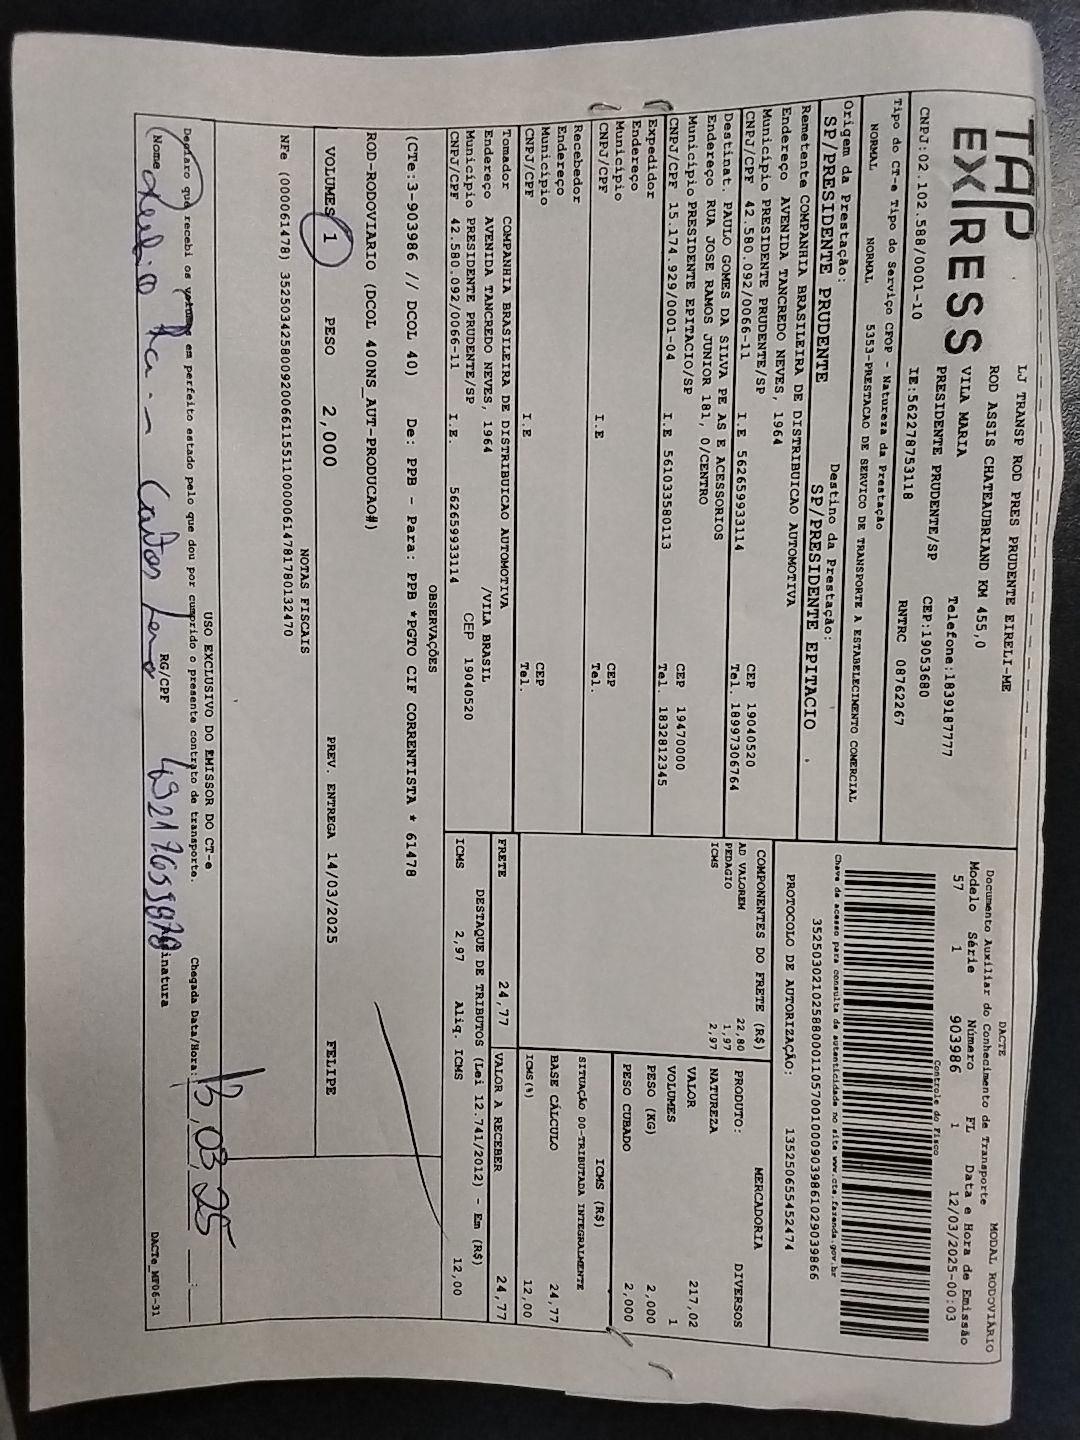 TAP
EXPRESS
LJ TRANSP ROD PRES PRUDENTE EIRELI-ME
ROD ASSIS CHATEAUBRIAND KM 455,0
VILA MARIA Telefone:1839187777
PRESIDENTE PRUDENTE/SP CEP:19053680
CNPJ:02.102.588/0001-10 IE:562278753118 RNTRC 08762267
Tipo do CT-e Tipo do Serviço CFOP - Natureza da Prestação
NORMAL NORMAL 5353-PRESTACAO DE SERVICO DE TRANSPORTE A ESTABELECIMENTO COMERCIAL
Origem da Prestação: Destino da Prestação:
SP/PRESIDENTE PRUDENTE SP/PRESIDENTE EPITACIO
Remetente COMPANHIA BRASILEIRA DE DISTRIBUICAO AUTOMOTIVA
Endereço AVENIDA TANCREDO NEVES, 1964
Município PRESIDENTE PRUDENTE/SP CEP 19040520
CNPJ/CPF 42.580.092/0066-11 I.E 562659933114 Tel. 18997306764
Destinat. PAULO GOMES DA SILVA PE AS E ACESSORIOS
Endereço RUA JOSE RAMOS JUNIOR 181, 0/CENTRO
Município PRESIDENTE EPITACIO/SP CEP 19470000
CNPJ/CPF 15.174.929/0001-04 I.E 561033580113 Tel. 1832812345
Expedidor
Endereço
Município CEP
CNPJ/CPF I.E Tel.
Recebedor
Endereço
Município CEP
CNPJ/CPF I.E Tel.
Tomador COMPANHIA BRASILEIRA DE DISTRIBUICAO AUTOMOTIVA
Endereço AVENIDA TANCREDO NEVES, 1964 /VILA BRASIL
Município PRESIDENTE PRUDENTE/SP CEP 19040520
CNPJ/CPF 42.580.092/0066-11 I.E. 562659933114
DACTE MODAL RODOVIÁRIO
Documento Auxiliar do Conhecimento de Transporte
Modelo Série Número FL Data e Hora de Emissão
57 1 903986 1 12/03/2025-00:03
Controle do Fisco
Chave de acesso para consulta de autenticidade no site www.cte.fazenda.gov.br
PROTOCOLO DE AUTORIZAÇÃO: 135250655452474
COMPONENTES DO FRETE (R$)
AD VALOREM 22,80
PEDAGIO 1,97
ICMS 2,97
MERCADORIA
PRODUTO: DIVERSOS
NATUREZA
VALOR 217,02
VOLUMES 1
PESO (KG) 2,000
PESO CUBADO 2,000
ICMS (R$)
SITUAÇÃO 00-TRIBUTADA INTEGRALMENTE
BASE CÁLCULO 24,77
ICMS(%) 12,00
FRETE 24,77 VALOR A RECEBER 24,77
DESTAQUE DE TRIBUTOS (Lei 12.741/2012) - Em (R$)
ICMS 2,97 Aliq. ICMS 12,00
OBSERVAÇÕES
(CTe:3-903986 // DCOL 40) De: PPB - Para: PPB *PGTO CIF CORRENTISTA * 61478
ROD-RODOVIARIO (DCOL 400NS_AUT-PRODUCAO#)
VOLUMES 1 PESO 2,000 PREV. ENTREGA 14/03/2025 FELIPE
NOTAS FISCAIS
NFe (000061478)
USO EXCLUSIVO DO EMISSOR DO CT-e
Declaro que recebi os volumes em perfeito estado pelo que dou por cumprido o presente contrato de transporte. Chegada Data/Hora: 13,03,25 :
Nome RG/CPF Assinatura
DACTe_MF06-31